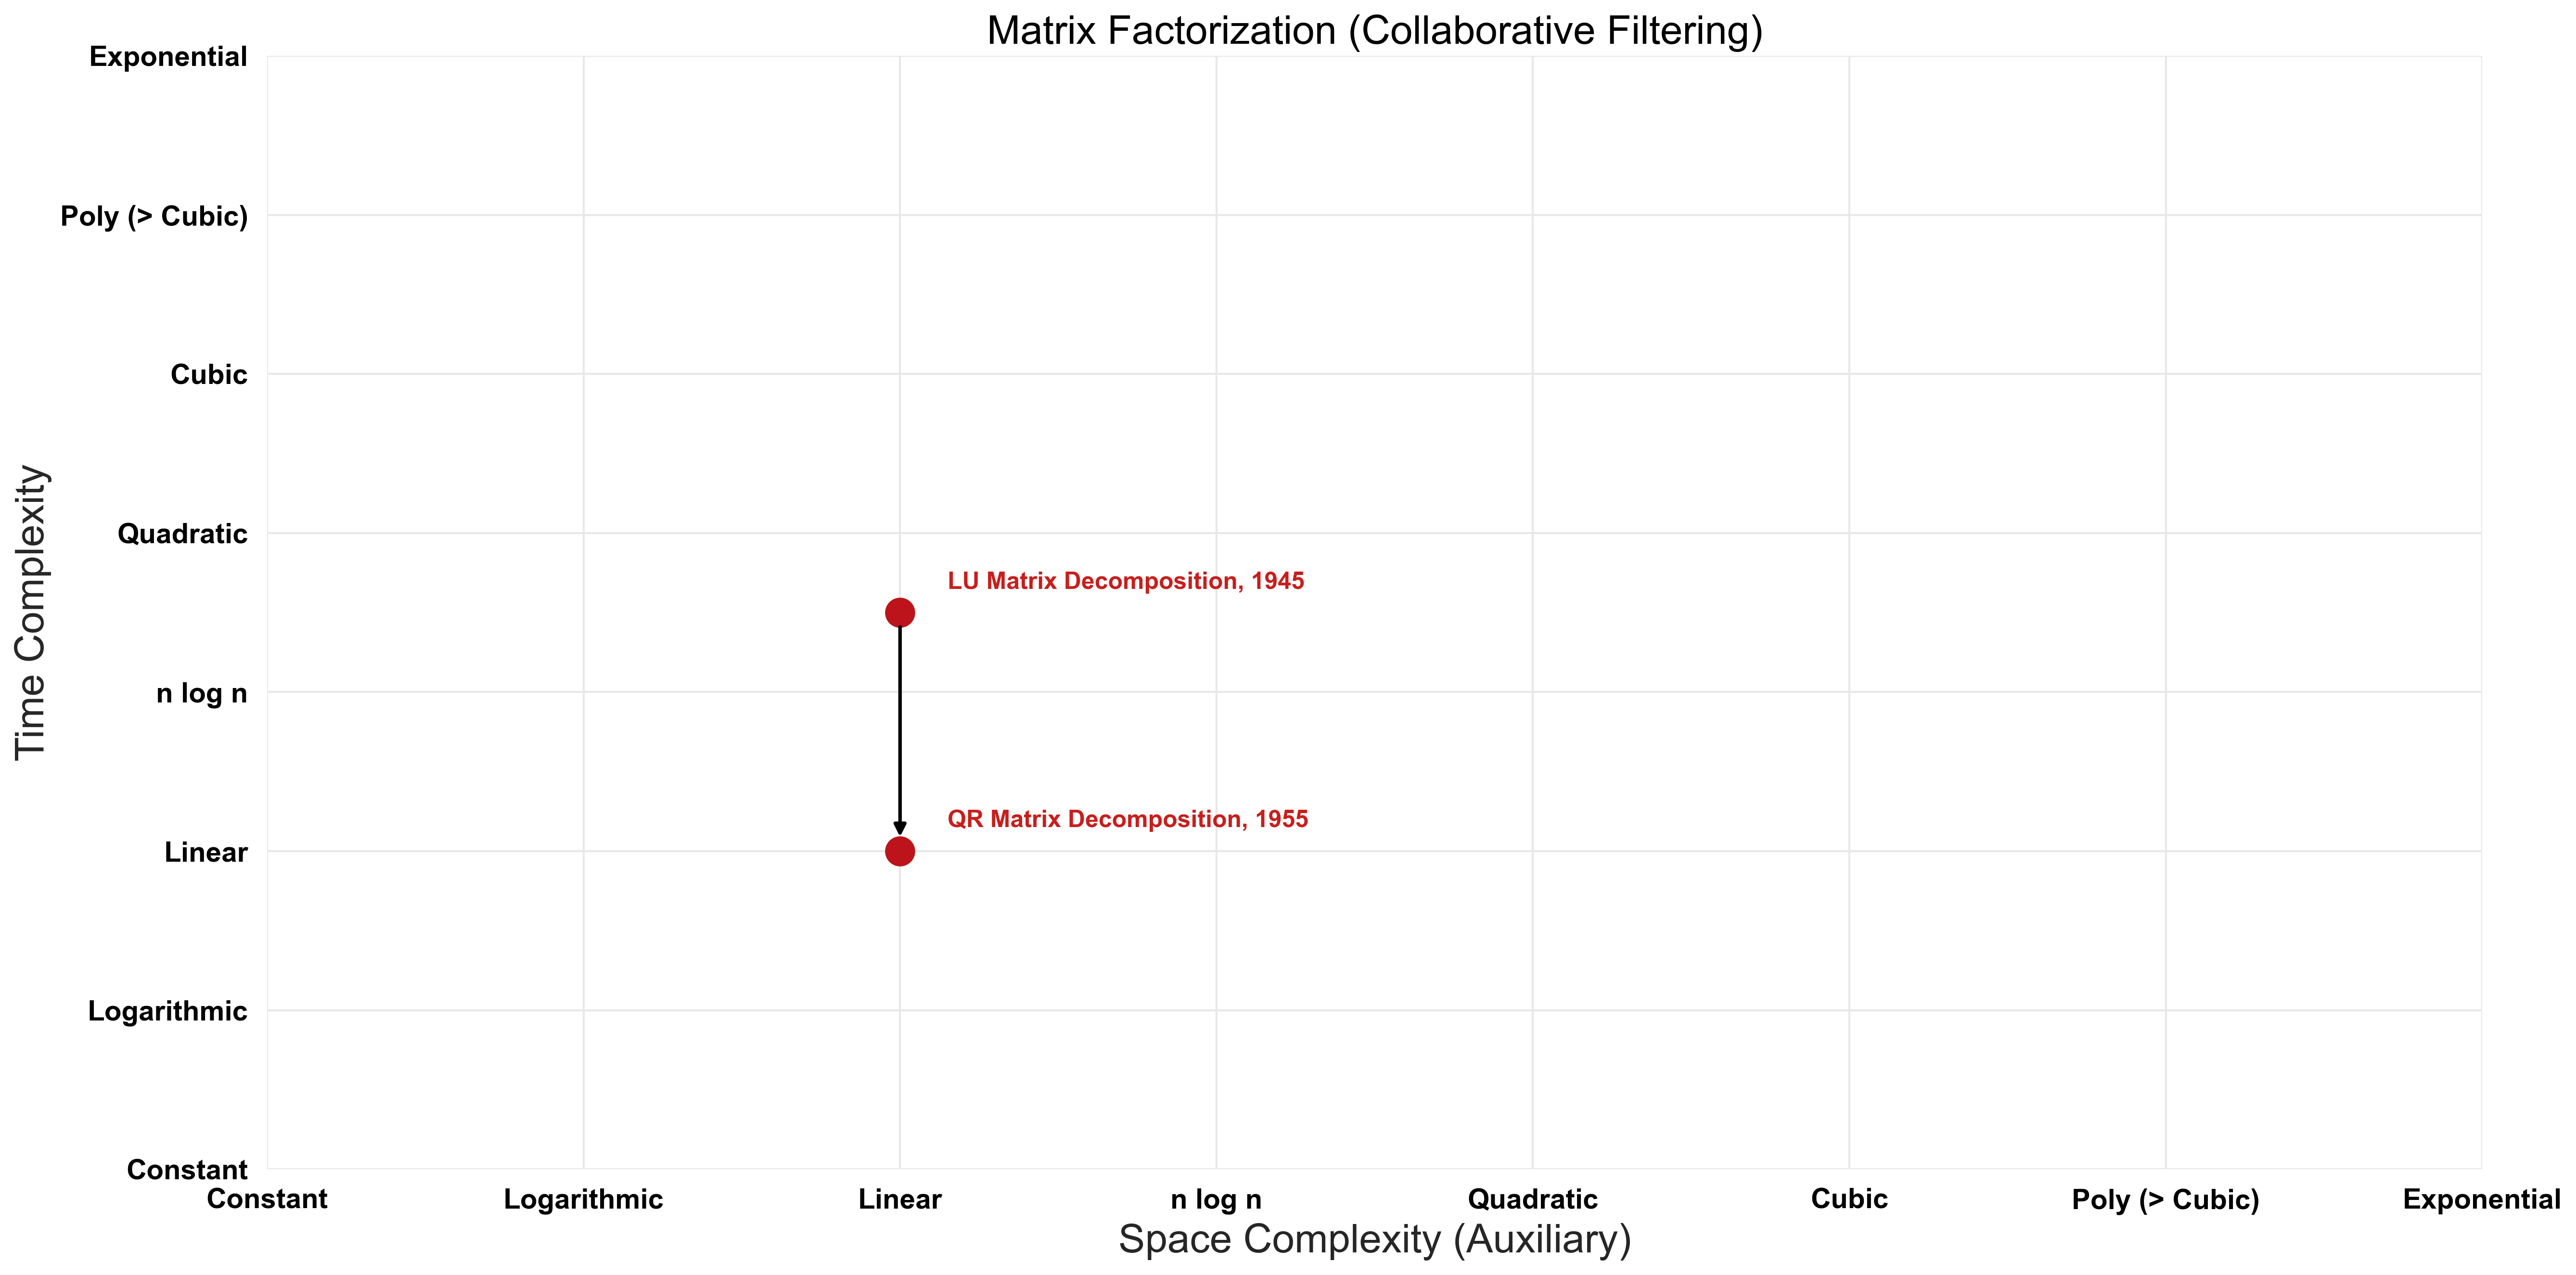 Matrix Factorization (Collaborative Filtering)
Exponential
Poly (> Cubic)
Cubic
Quadratic
n log n
Linear
Logarithmic
Constant
Time Complexity
LU Matrix Decomposition, 1945
QR Matrix Decomposition, 1955
Constant
Logarithmic
Linear
n log n
Quadratic
Cubic
Poly (> Cubic)
Exponential
Space Complexity (Auxiliary)